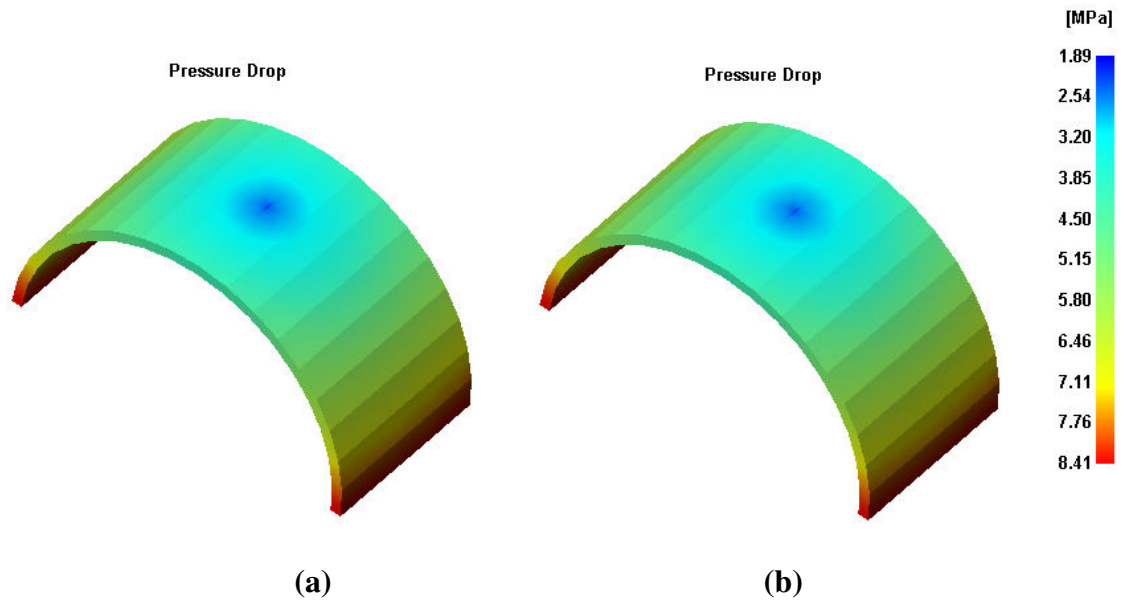 [MPa]
Pressure Drop
Pressure Drop
1.89
2.54
3.20
3.85
4.50
5.15
5.80
6.46
7.11
7.76
8.41
(a)
(b)